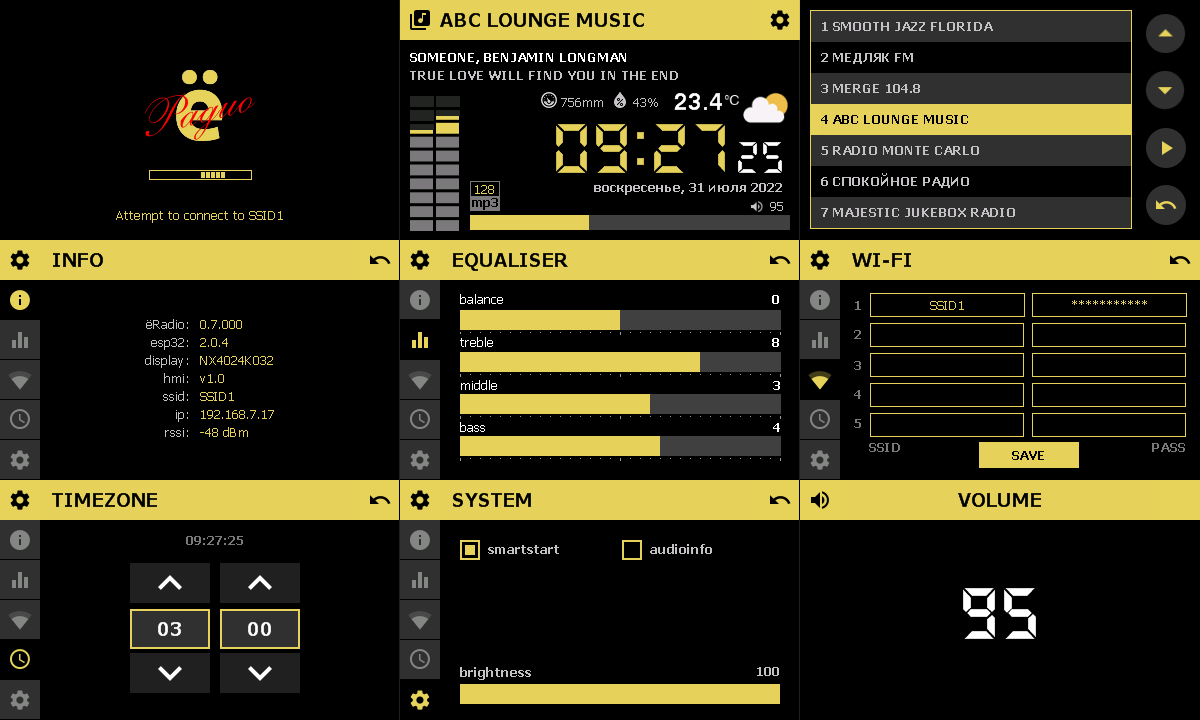 ё
Радио
Attempt to connect to SSID1
ABC LOUNGE MUSIC
SOMEONE, BENJAMIN LONGMAN
TRUE LOVE WILL FIND YOU IN THE END
756mm 43% 23.4°C
09:27 25
воскресенье, 31 июля 2022
128
mp3
95
1 SMOOTH JAZZ FLORIDA
2 МЕДЛЯК FM
3 MERGE 104.8
4 ABC LOUNGE MUSIC
5 RADIO MONTE CARLO
6 СПОКОЙНОЕ РАДИО
7 MAJESTIC JUKEBOX RADIO
INFO
ёRadio: 0.7.000
esp32: 2.0.4
display: NX4024K032
hmi: v1.0
ssid: SSID1
ip: 192.168.7.17
rssi: -48 dBm
EQUALISER
balance 0
treble 8
middle 3
bass 4
WI-FI
1 SSID1 ***********
2
3
4
5
SSID PASS
SAVE
TIMEZONE
09:27:25
03 00
SYSTEM
smartstart audioinfo
brightness 100
VOLUME
95